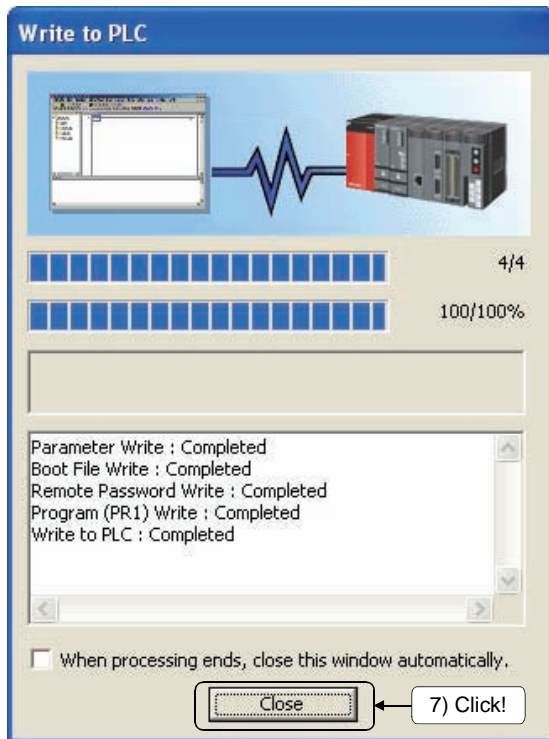 Write to PLC
4/4
100/100%
Parameter Write : Completed
Boot File Write : Completed
Remote Password Write : Completed
Program (PR1) Write : Completed
Write to PLC : Completed
When processing ends, close this window automatically.
Close
7) Click!